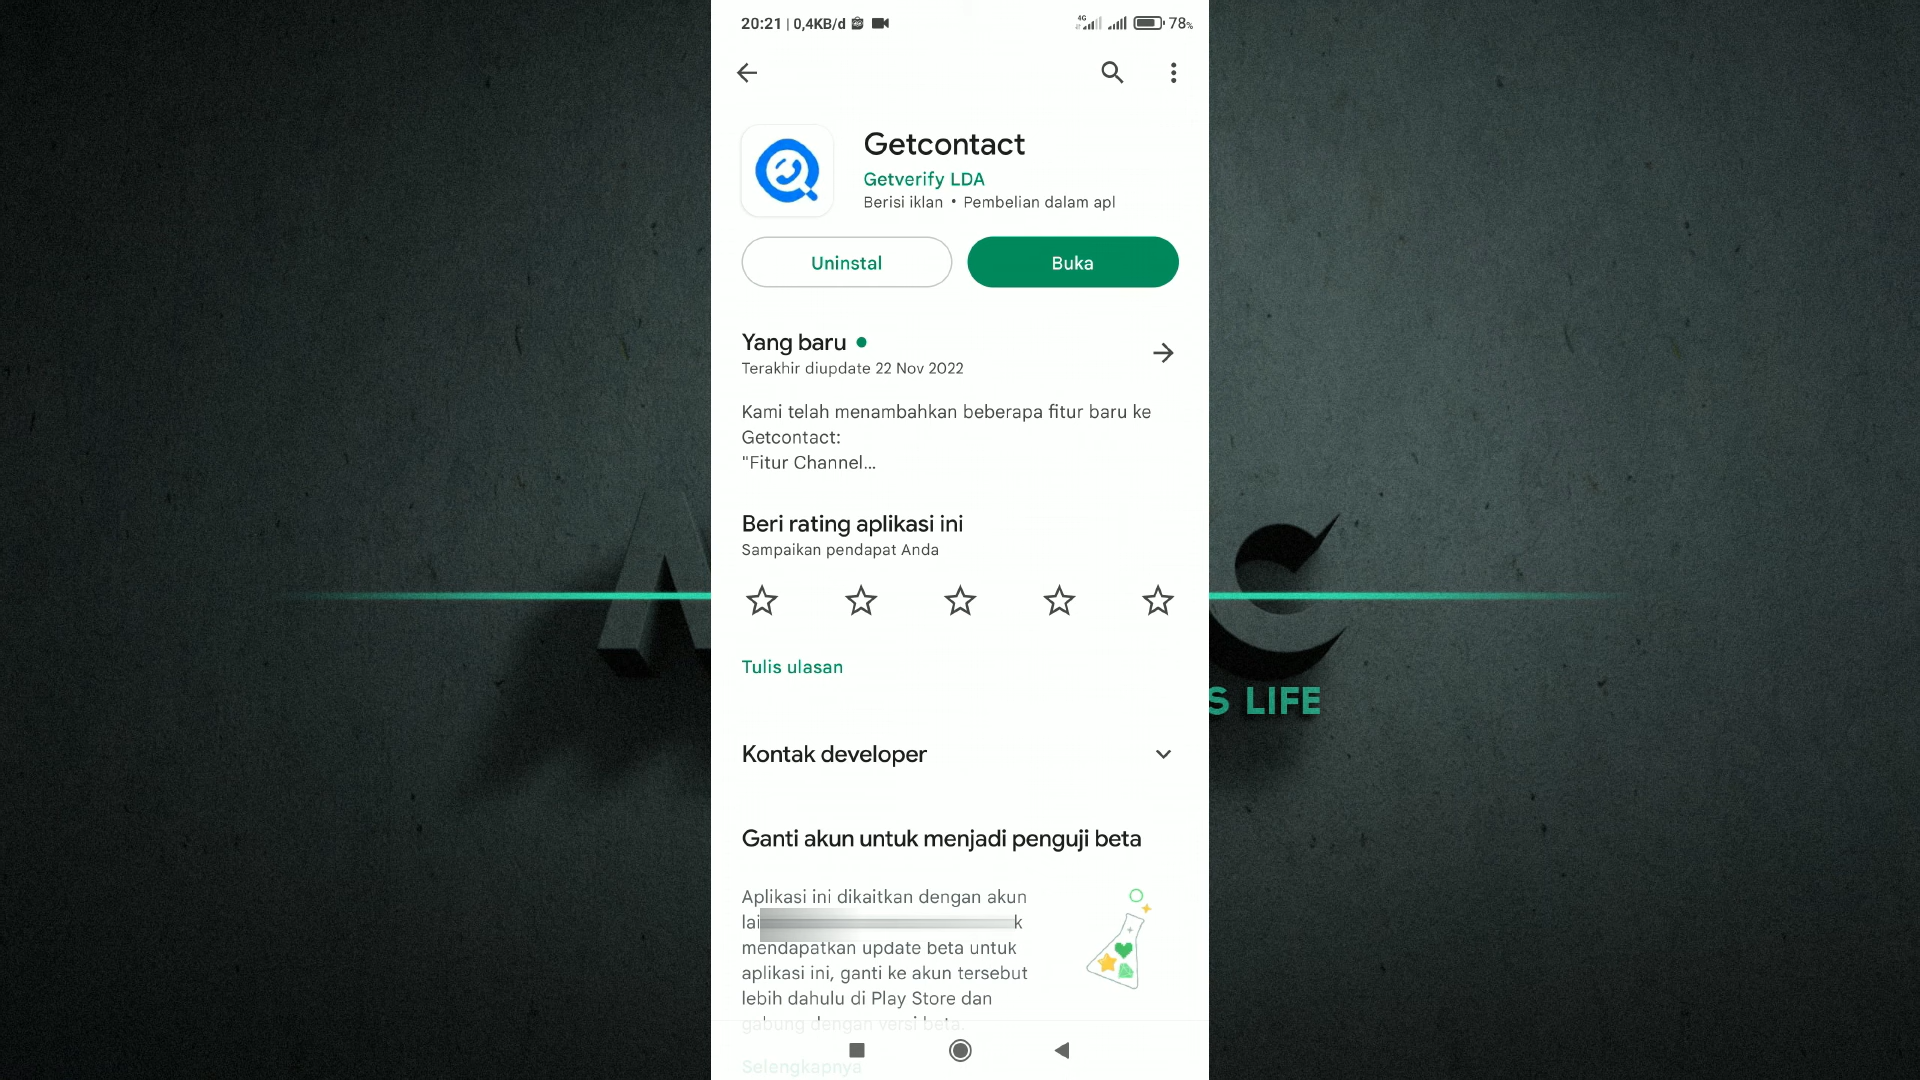 20:21 | 0,4KB/d
4G
78%
Getcontact
Getverify LDA
Berisi iklan • Pembelian dalam apl
Uninstal
Buka
Yang baru
Terakhir diupdate 22 Nov 2022
Kami telah menambahkan beberapa fitur baru ke
Getcontact:
"Fitur Channel...
Beri rating aplikasi ini
Sampaikan pendapat Anda
Tulis ulasan
A
C
S LIFE
Kontak developer
Ganti akun untuk menjadi penguji beta
Aplikasi ini dikaitkan dengan akun
lai k
mendapatkan update beta untuk
aplikasi ini, ganti ke akun tersebut
lebih dahulu di Play Store dan
gabung dengan versi beta.
Selengkapnya